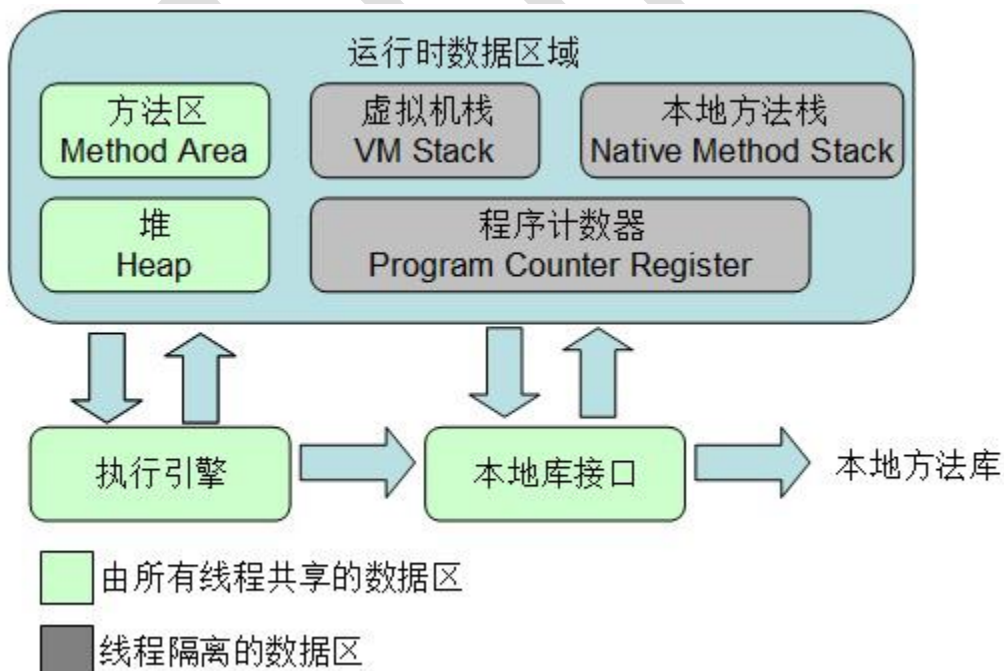 运行时数据区域
方法区
Method Area
虚拟机栈
VM Stack
本地方法栈
Native Method Stack
堆
Heap
程序计数器
Program Counter Register
执行引擎
本地库接口
本地方法库
由所有线程共享的数据区
线程隔离的数据区